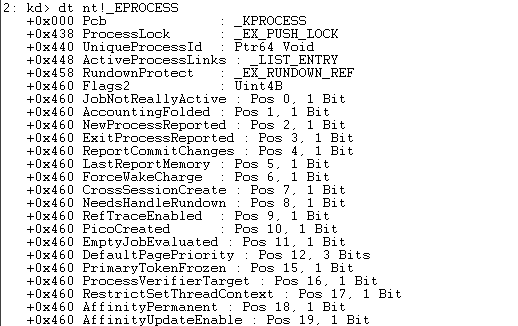 2: kd> dt nt!_EPROCESS
+0x000 Pcb : _KPROCESS
+0x438 ProcessLock : _EX_PUSH_LOCK
+0x440 UniqueProcessId : Ptr64 Void
+0x448 ActiveProcessLinks : _LIST_ENTRY
+0x458 RundownProtect : _EX_RUNDOWN_REF
+0x460 Flags2 : Uint4B
+0x460 JobNotReallyActive : Pos 0, 1 Bit
+0x460 AccountingFolded : Pos 1, 1 Bit
+0x460 NewProcessReported : Pos 2, 1 Bit
+0x460 ExitProcessReported : Pos 3, 1 Bit
+0x460 ReportCommitChanges : Pos 4, 1 Bit
+0x460 LastReportMemory : Pos 5, 1 Bit
+0x460 ForceWakeCharge : Pos 6, 1 Bit
+0x460 CrossSessionCreate : Pos 7, 1 Bit
+0x460 NeedsHandleRundown : Pos 8, 1 Bit
+0x460 RefTraceEnabled : Pos 9, 1 Bit
+0x460 PicoCreated : Pos 10, 1 Bit
+0x460 EmptyJobEvaluated : Pos 11, 1 Bit
+0x460 DefaultPagePriority : Pos 12, 3 Bits
+0x460 PrimaryTokenFrozen : Pos 15, 1 Bit
+0x460 ProcessVerifierTarget : Pos 16, 1 Bit
+0x460 RestrictSetThreadContext : Pos 17, 1 Bit
+0x460 AffinityPermanent : Pos 18, 1 Bit
+0x460 AffinityUpdateEnable : Pos 19, 1 Bit